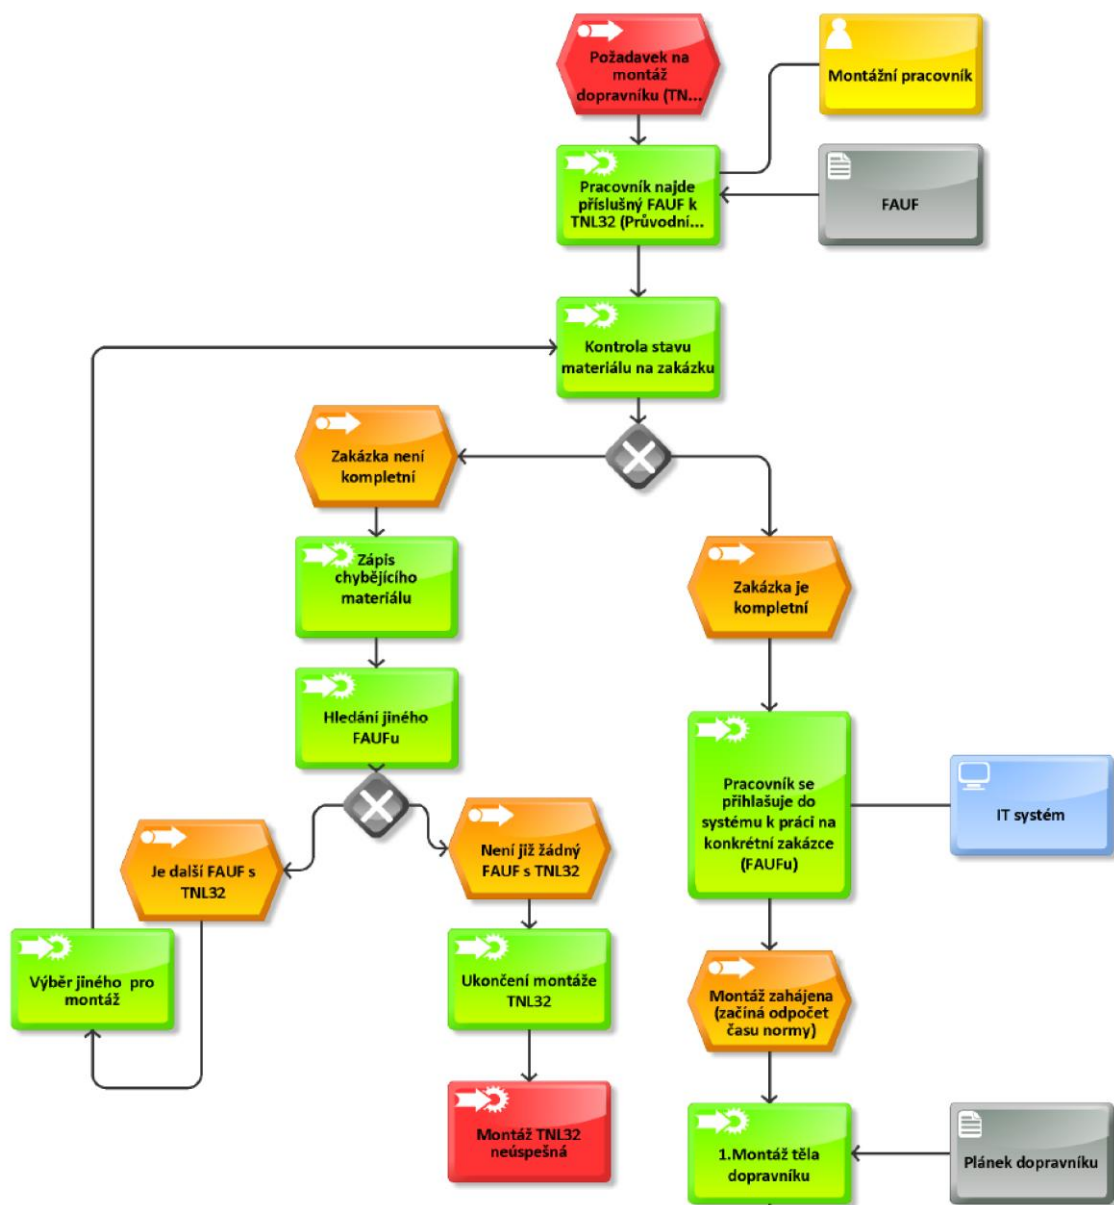 Požadavek na
montáž
dopravníku (TN...
Montážní pracovník
Pracovník najde
příslušný FAUF k
TNL32 (Průvodní...
FAUF
Kontrola stavu
materiálu na zakázku
Zakázka není
kompletní
Zápis
chybějícího
materiálu
Zakázka je
kompletní
Hledání jiného
FAUFu
Pracovník se
přihlašuje do
systému k práci na
konkrétní zakázce
(FAUFu)
IT systém
Je další FAUF s
TNL32
Není již žádný
FAUF s TNL32
Výběr jiného  pro
montáž
Ukončení montáže
TNL32
Montáž zahájena
(začíná odpočet
času normy)
Montáž TNL32
neúspešná
1.Montáž těla
dopravníku
Plánek dopravníku